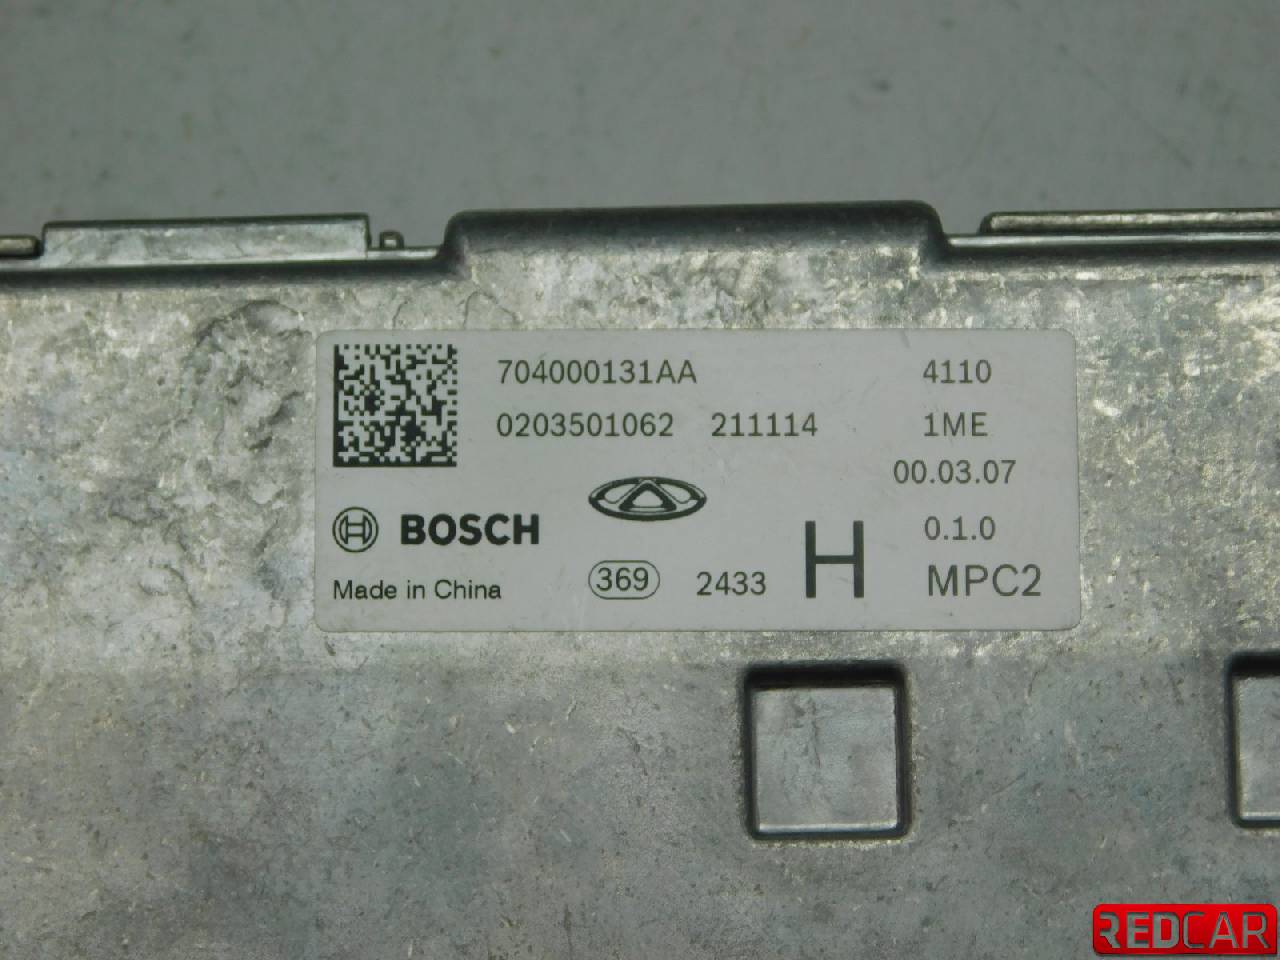 704000131AA 4110
0203501062 211114 1ME
00.03.07
BOSCH 0.1.0
Made in China 369 2433 H MPC2
REDCAR